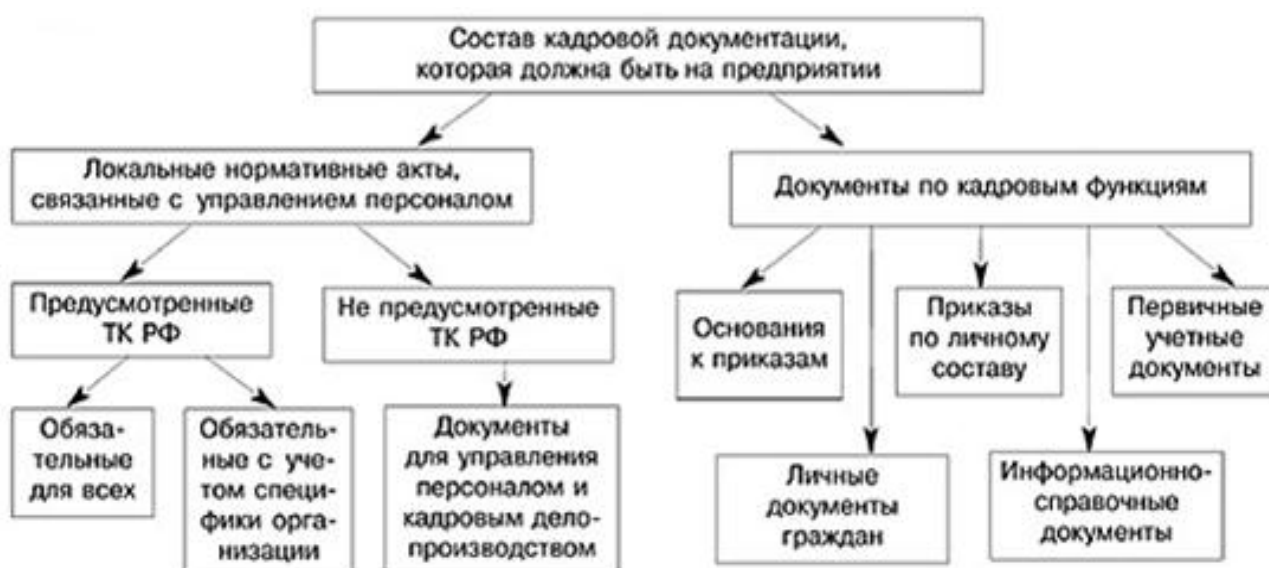 Состав кадровой документации,
которая должна быть на предприятии
Локальные нормативные акты,
связанные с управлением персоналом
Документы по кадровым функциям
Предусмотренные
ТК РФ
Не предусмотренные
ТК РФ
Основания
к приказам
Приказы
по личному
составу
Первичные
учетные
документы
Обяза-
тельные
для всех
Обязатель-
ные с уче-
том специ-
фики орга-
низации
Документы
для управления
персоналом и
кадровым дело-
производством
Личные
документы
граждан
Информационно-
справочные
документы